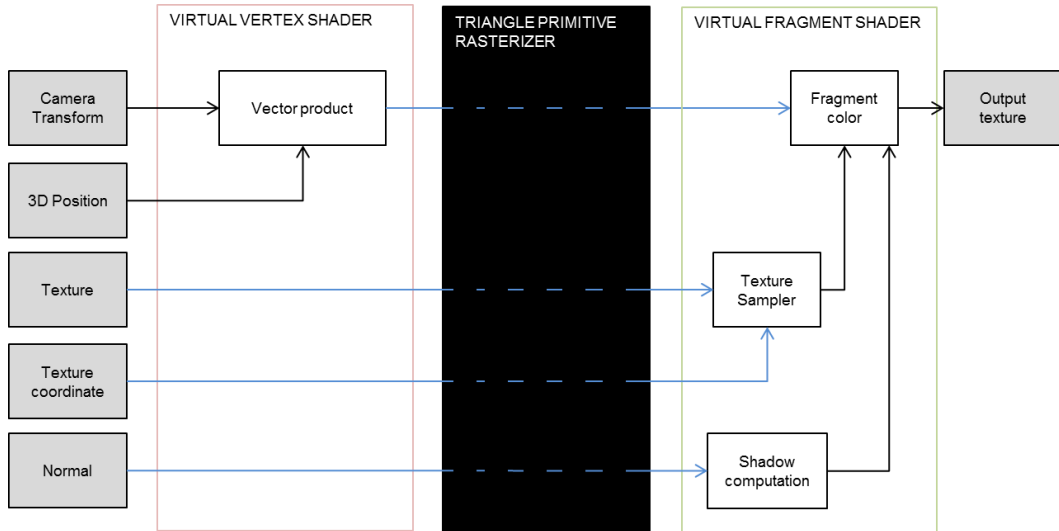 VIRTUAL VERTEX SHADER
TRIANGLE PRIMITIVE
RASTERIZER
VIRTUAL FRAGMENT SHADER
Camera
Transform
Vector product
Fragment
color
Output
texture
3D Position
Texture
Texture
Sampler
Texture
coordinate
Normal
Shadow
computation